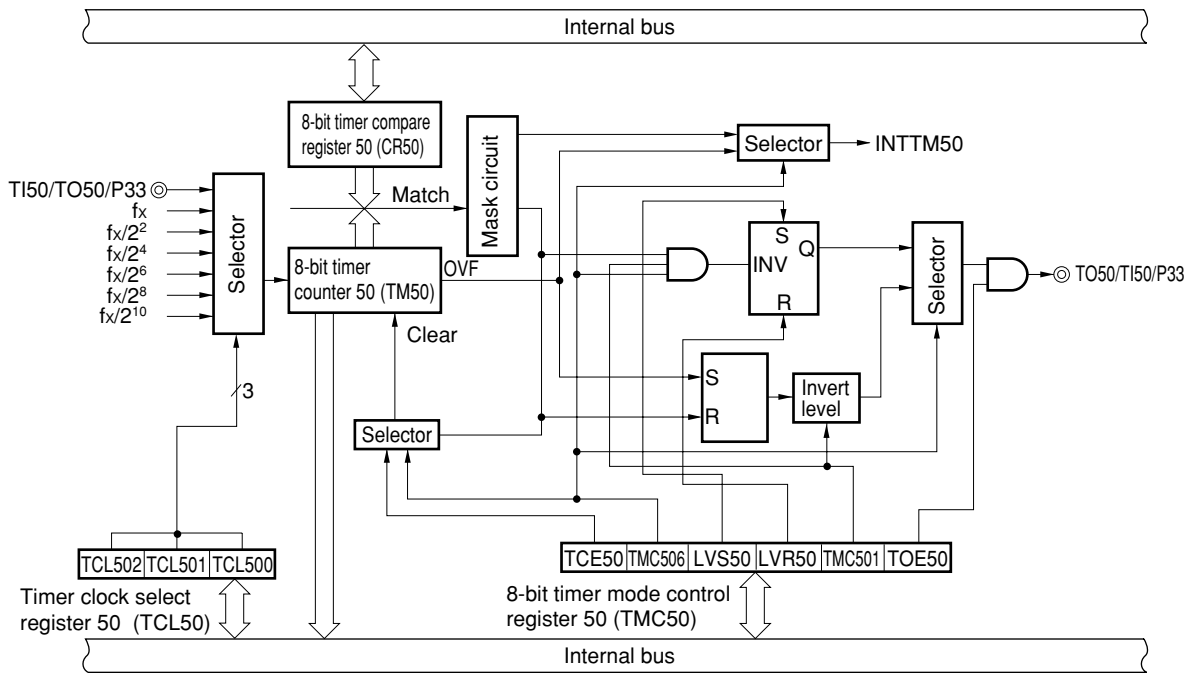 Internal bus
8-bit timer compare
register 50 (CR50)
Mask circuit
Selector
INTTM50
TI50/TO50/P33
Match
fx
fx/2²
fx/2⁴
fx/2⁶
fx/2⁸
fx/2¹⁰
Selector
8-bit timer
counter 50 (TM50)
OVF
Clear
S
Q
INV
R
Selector
TO50/TI50/P33
3
S
R
Invert
level
Selector
TCL502 TCL501 TCL500
Timer clock select
register 50 (TCL50)
TCE50 TMC506 LVS50 LVR50 TMC501 TOE50
8-bit timer mode control
register 50 (TMC50)
Internal bus